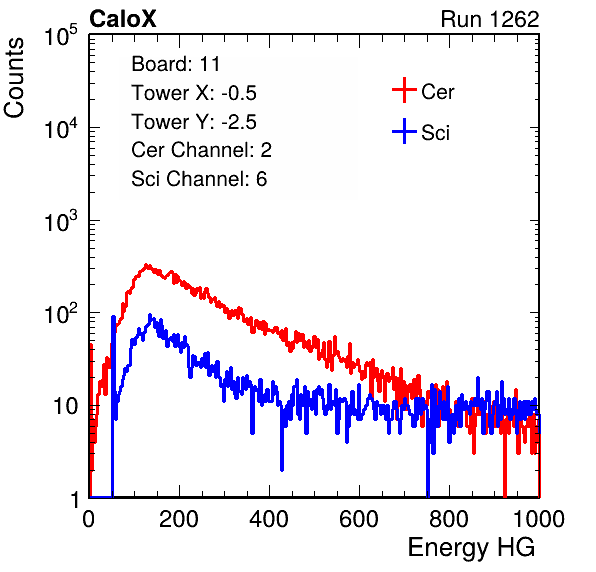 CaloX Run 1262
Counts
10^5
10^4
10^3
10^2
10
1
Board: 11
Tower X: -0.5
Tower Y: -2.5
Cer Channel: 2
Sci Channel: 6
Cer
Sci
0 200 400 600 800 1000
Energy HG